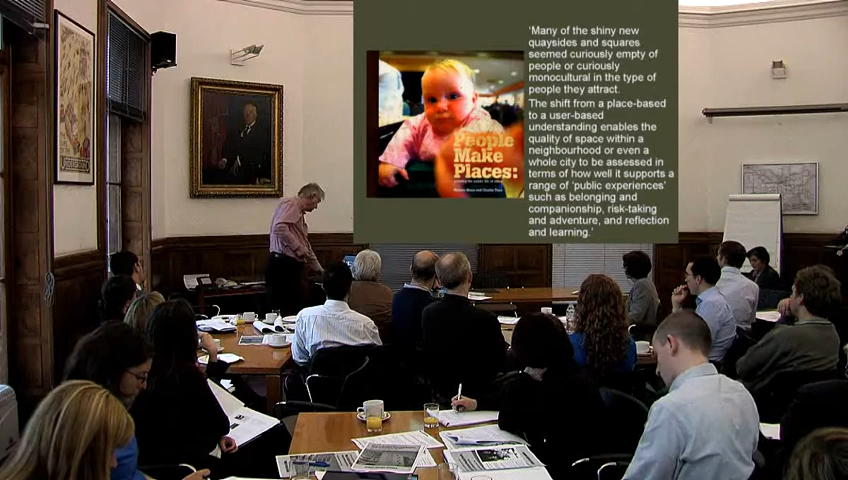 'Many of the shiny new
quaysides and squares
seemed curiously empty of
people or curiously
monocultural in the type of
people they attract.
The shift from a place-based
to a user-based
understanding enables the
quality of space within a
neighbourhood or even a
whole city to be assessed in
terms of how well it supports a
range of 'public experiences'
such as belonging and
companionship, risk-taking
and adventure, and reflection
and learning.'
People
Make
Places: